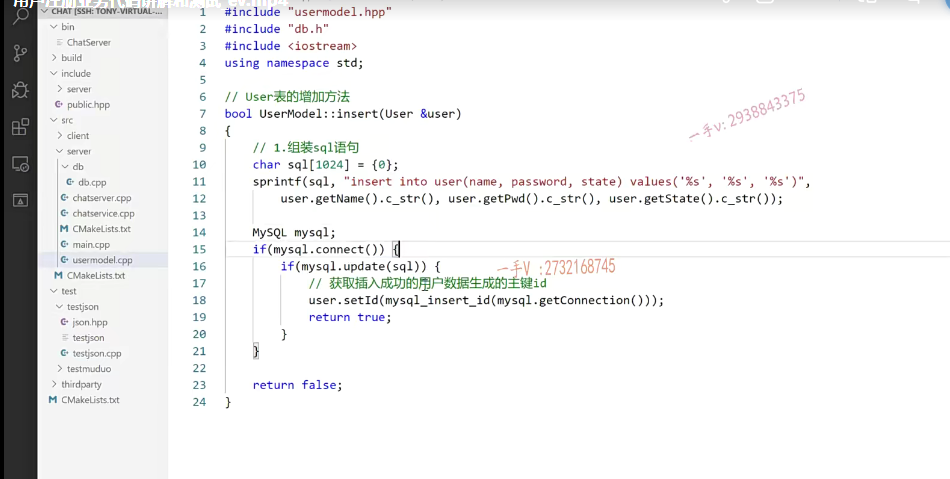 CHAT [SSH: TONY-VIRTUAL-...
bin
ChatServer
build
include
server
public.hpp
src
client
server
db
db.cpp
chatserver.cpp
chatservice.cpp
CMakeLists.txt
main.cpp
usermodel.cpp
CMakeLists.txt
test
testjson
json.hpp
testjson
testjson.cpp
testmuduo
thirdparty
CMakeLists.txt
1 #include "usermodel.hpp"
2 #include "db.h"
3 #include <iostream>
4 using namespace std;
5
6 // User表的增加方法
7 bool UserModel::insert(User &user)
8 {
9 // 1.组装sql语句
10 char sql[1024] = {0};
11 sprintf(sql, "insert into user(name, password, state) values('%s', '%s', '%s')",
12 user.getName().c_str(), user.getPwd().c_str(), user.getState().c_str());
13
14 MySQL mysql;
15 if(mysql.connect()) {
16 if(mysql.update(sql)) {
17 // 获取插入成功的用户数据生成的主键id
18 user.setId(mysql_insert_id(mysql.getConnection()));
19 return true;
20 }
21 }
22
23 return false;
24 }
一手v: 2938843375
一手V :2732168745